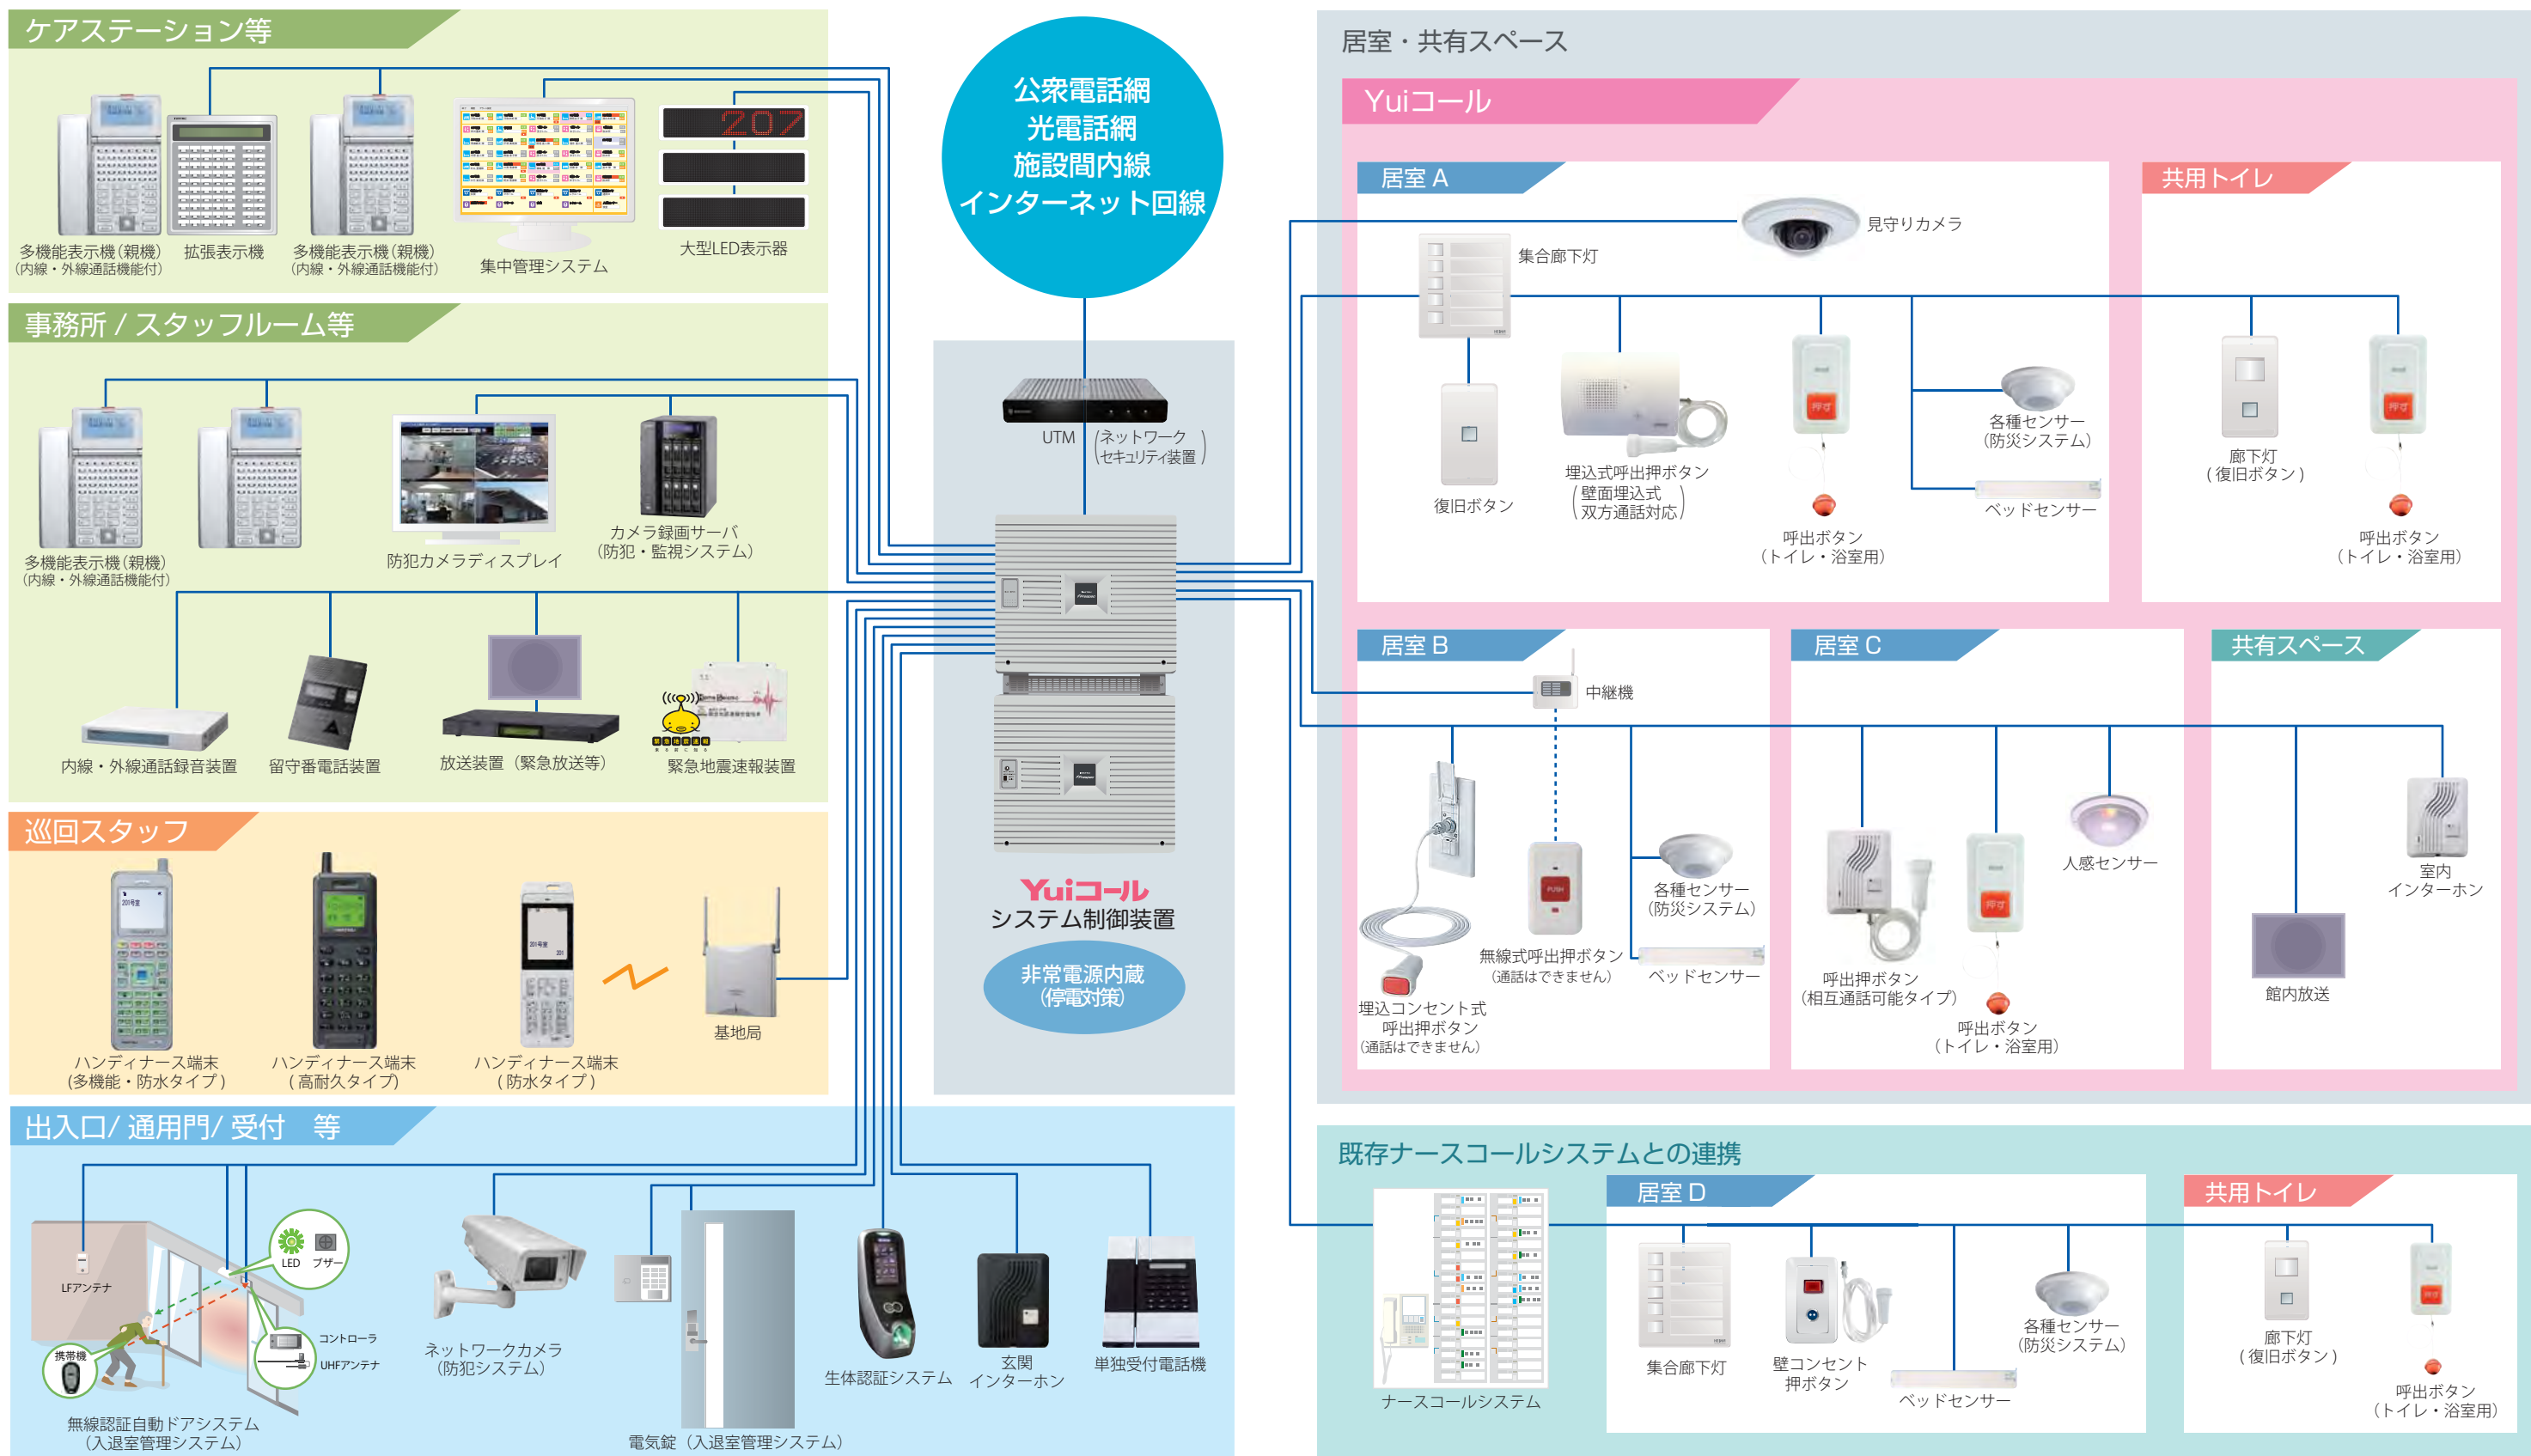 ケアステーション等
多機能表示機（親機）
（内線・外線通話機能付）
拡張表示機
多機能表示機（親機）
（内線・外線通話機能付）
集中管理システム
207
大型LED表示器
事務所 / スタッフルーム等
多機能表示機（親機）
（内線・外線通話機能付）
防犯カメラディスプレイ
カメラ録画サーバ
（防犯・監視システム）
内線・外線通話録音装置
留守番電話装置
放送装置（緊急放送等）
緊急地震速報
緊急地震速報装置
巡回スタッフ
201号室
201号室
201
ハンディナース端末
(多機能・防水タイプ)
ハンディナース端末
(高耐久タイプ)
ハンディナース端末
(防水タイプ)
基地局
出入口/ 通用門/ 受付　等
LFアンテナ
LED
ブザー
コントローラ
UHFアンテナ
携帯機
無線認証自動ドアシステム
（入退室管理システム）
ネットワークカメラ
（防犯システム）
電気錠（入退室管理システム）
生体認証システム
玄関
インターホン
単独受付電話機
公衆電話網
光電話網
施設間内線
インターネット回線
UTM
（ネットワーク
セキュリティ装置）
Yuiコール
システム制御装置
非常電源内蔵
（停電対策）
居室・共有スペース
Yuiコール
居室 A
見守りカメラ
集合廊下灯
復旧ボタン
埋込式呼出押ボタン
（壁面埋込式
双方通話対応）
押す
呼出ボタン
（トイレ・浴室用）
各種センサー
（防災システム）
ベッドセンサー
共用トイレ
廊下灯
(復旧ボタン)
押す
呼出ボタン
（トイレ・浴室用）
居室 B
中継機
埋込コンセント式
呼出押ボタン
（通話はできません）
PUSH
無線式呼出押ボタン
（通話はできません）
各種センサー
（防災システム）
ベッドセンサー
居室 C
呼出押ボタン
（相互通話可能タイプ）
押す
呼出ボタン
（トイレ・浴室用）
人感センサー
共有スペース
館内放送
室内
インターホン
既存ナースコールシステムとの連携
ナースコールシステム
居室 D
集合廊下灯
壁コンセント
押ボタン
ベッドセンサー
各種センサー
（防災システム）
共用トイレ
廊下灯
(復旧ボタン)
押す
呼出ボタン
（トイレ・浴室用）